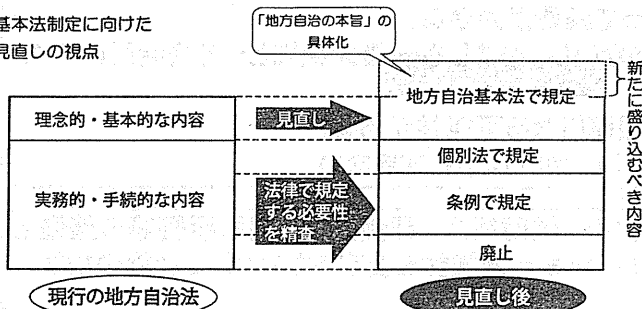 基本法制定に向けた
見直しの視点
「地方自治の本旨」の
具体化
理念的・基本的な内容
見直し
地方自治基本法で規定
新たに盛り込むべき内容
個別法で規定
実務的・手続的な内容
法律で規定
する必要性
を精査
条例で規定
廃止
現行の地方自治法
見直し後